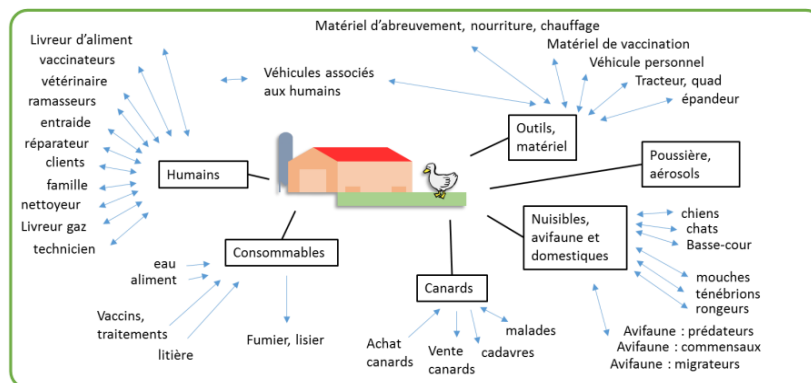 Matériel d'abreuvement, nourriture, chauffage
Livreur d'aliment
vaccinateurs
vétérinaire
ramasseurs
entraide
réparateur
clients
famille
nettoyeur
Livreur gaz
technicien
Humains
Véhicules associés
aux humains
Matériel de vaccination
Véhicule personnel
Tracteur, quad
épandeur
Outils,
matériel
Poussière,
aérosols
Nuisibles,
avifaune et
domestiques
chiens
chats
Basse-cour
mouches
ténébrions
rongeurs
Avifaune : prédateurs
Avifaune : commensaux
Avifaune : migrateurs
Consommables
eau
aliment
Vaccins,
traitements
litière
Fumier, lisier
Canards
Achat
canards
Vente
canards
cadavres
malades